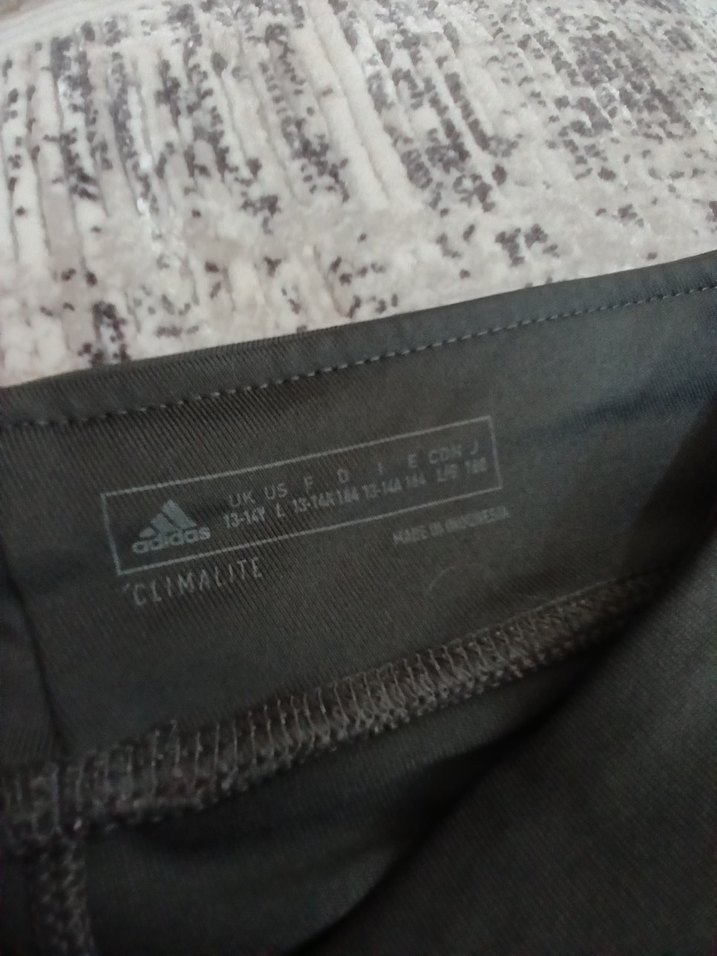 adidas
UK US F D I E CDN J
13-14Y L 13-14A 164 13-14A 164 L/G 160
CLIMALITE
MADE IN INDONESIA